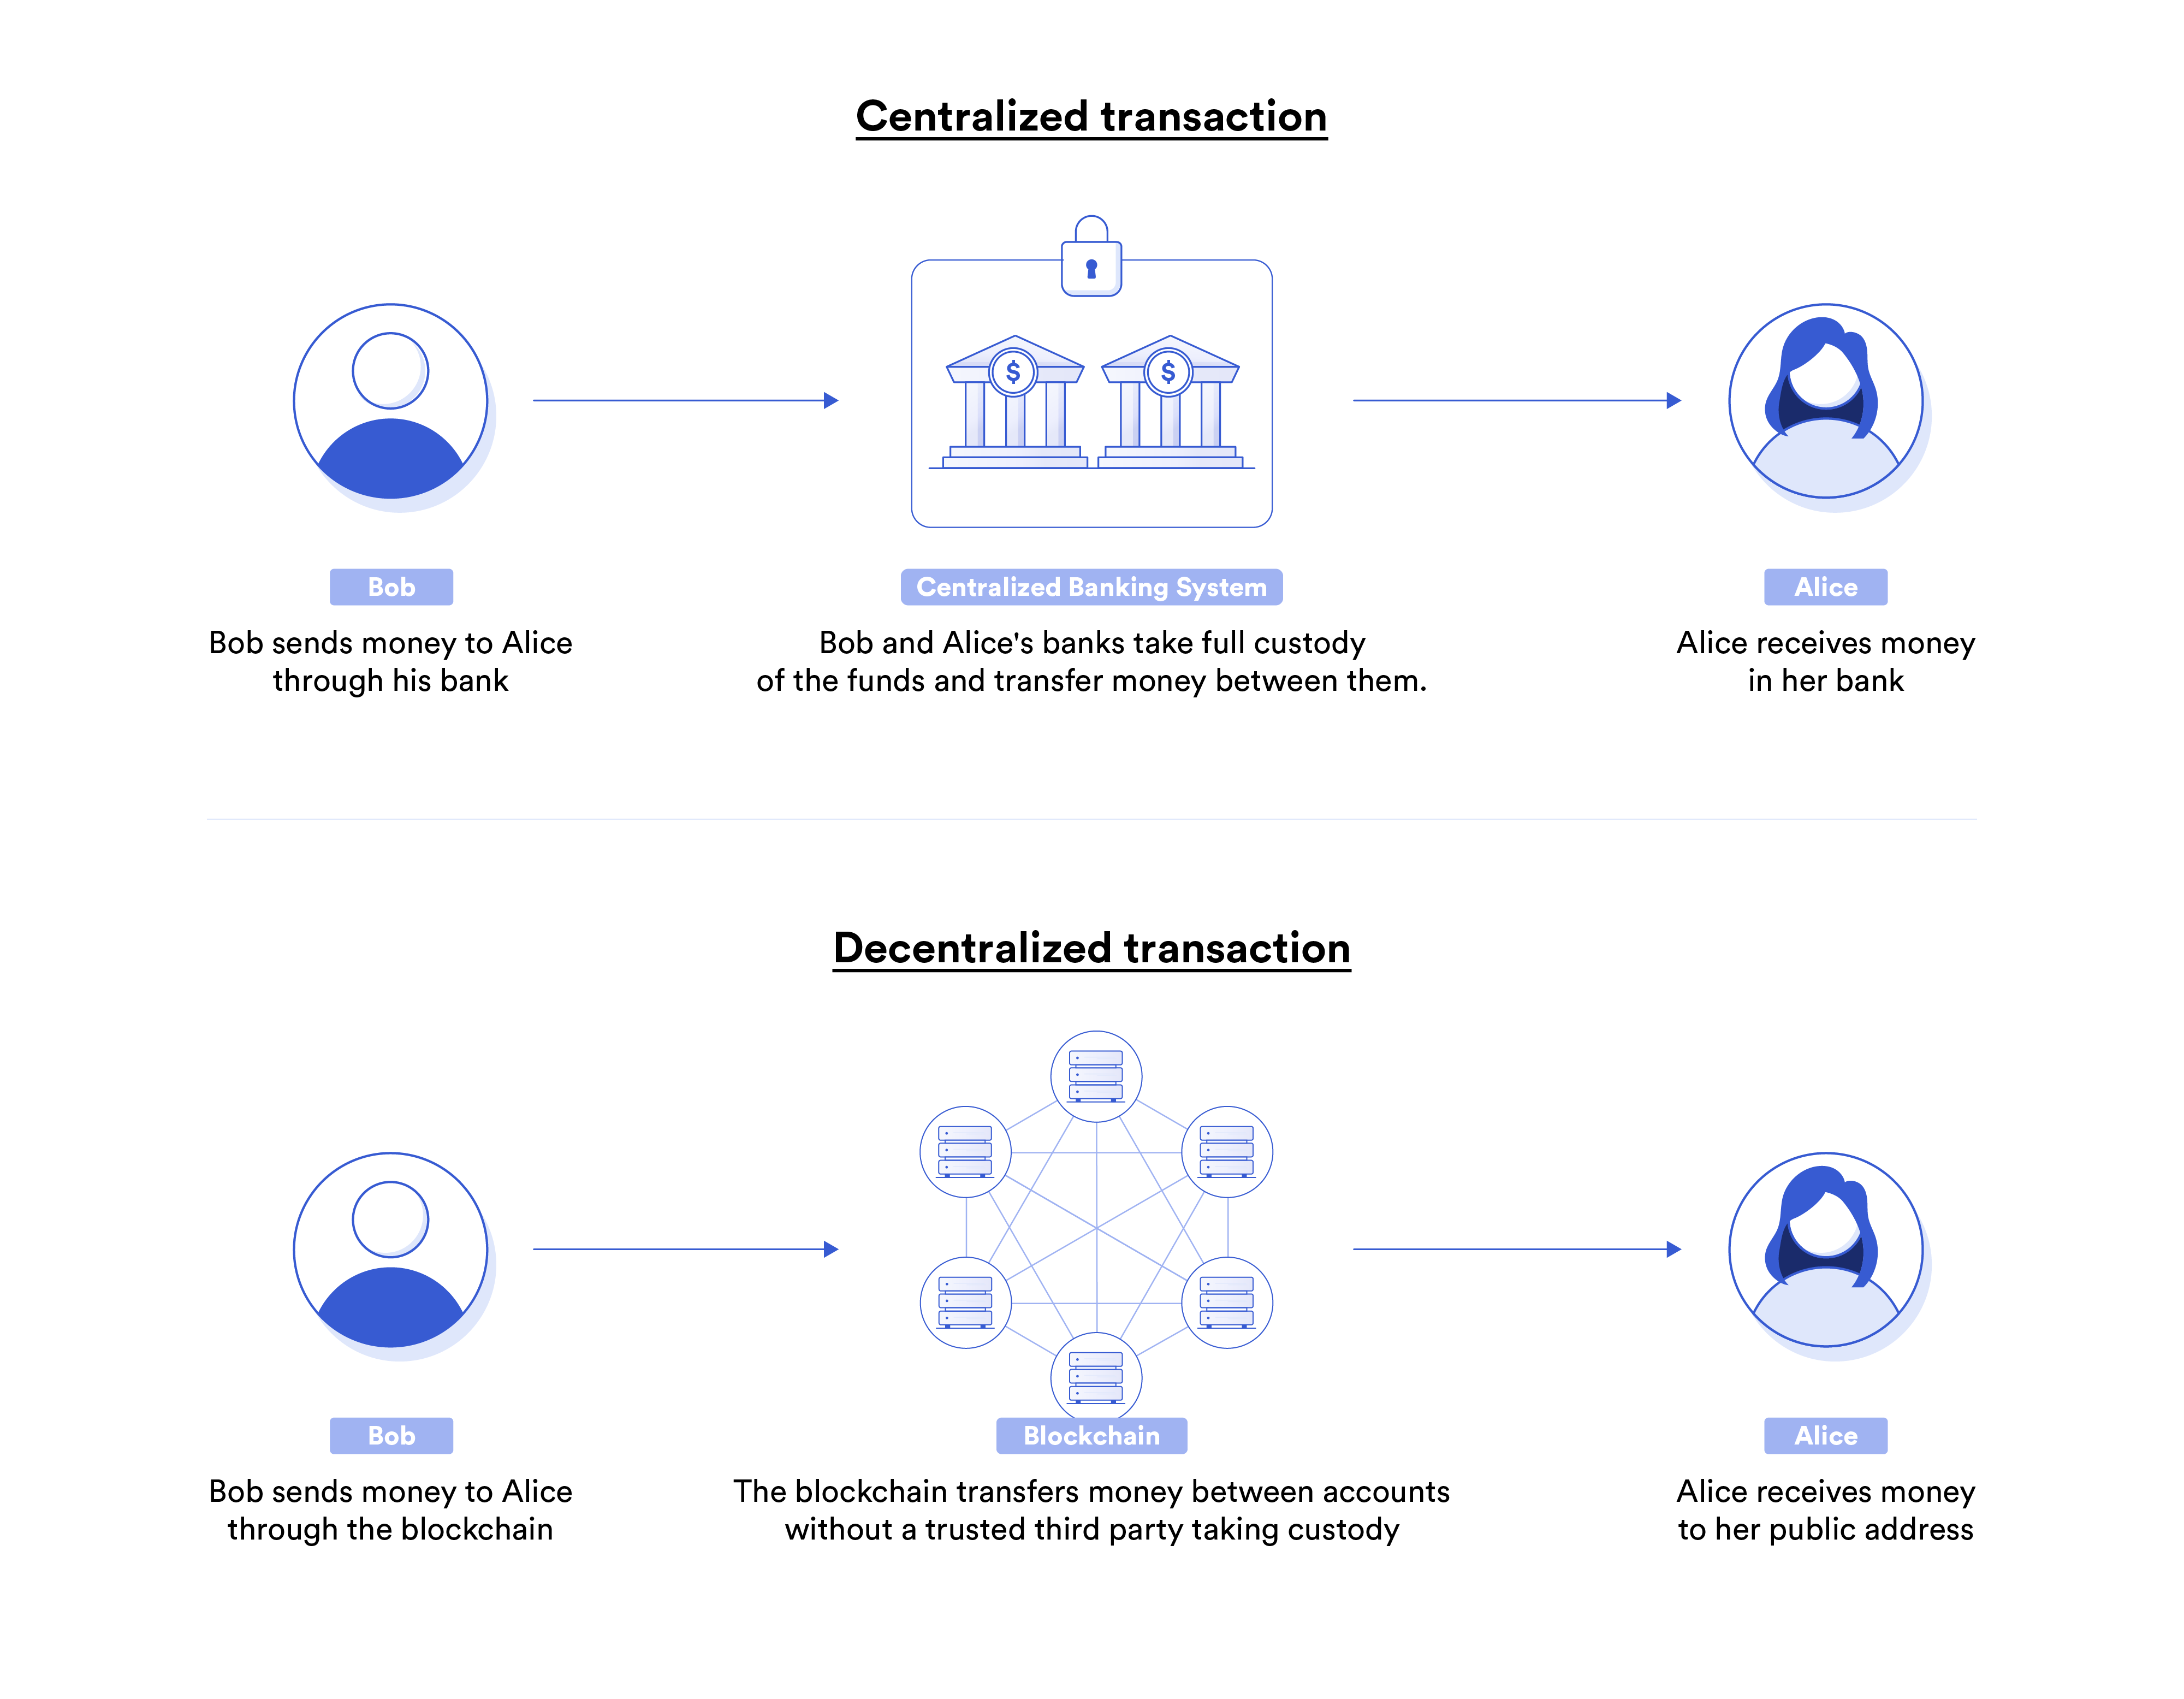 Centralized transaction
$ $
Bob
Centralized Banking System
Alice
Bob sends money to Alice
through his bank
Bob and Alice's banks take full custody
of the funds and transfer money between them.
Alice receives money
in her bank
Decentralized transaction
Bob
Blockchain
Alice
Bob sends money to Alice
through the blockchain
The blockchain transfers money between accounts
without a trusted third party taking custody
Alice receives money
to her public address